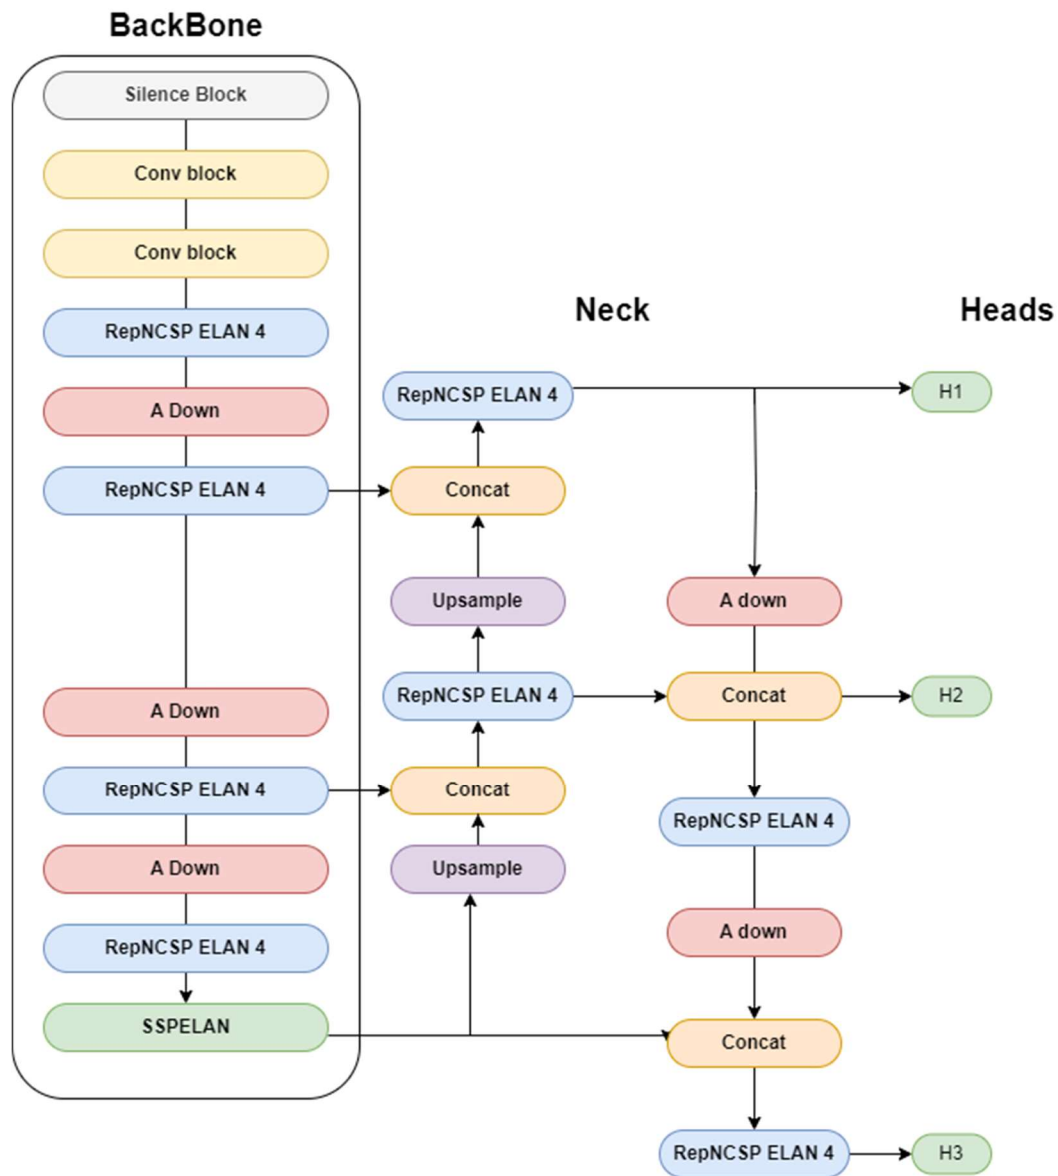 BackBone
Silence Block
Conv block
Conv block
RepNCSP ELAN 4
A Down
RepNCSP ELAN 4
A Down
RepNCSP ELAN 4
A Down
RepNCSP ELAN 4
SSPELAN
Neck
RepNCSP ELAN 4
Concat
Upsample
RepNCSP ELAN 4
Concat
Upsample
A down
Concat
RepNCSP ELAN 4
A down
Concat
RepNCSP ELAN 4
Heads
H1
H2
H3